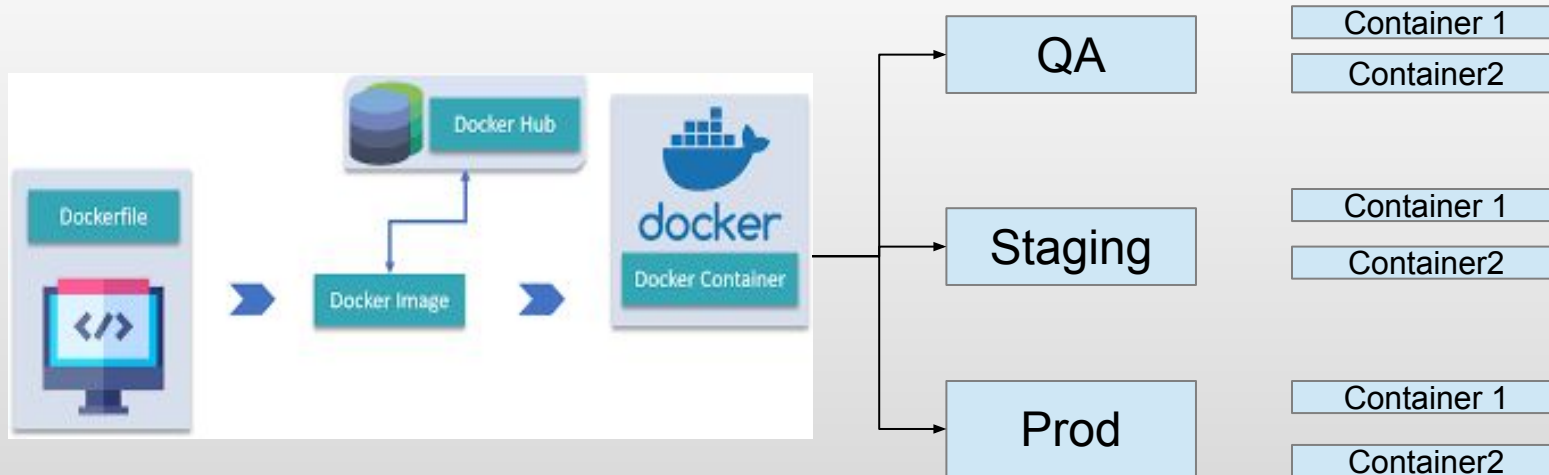 Dockerfile
</>
Docker Hub
Docker Image
docker
Docker Container
QA
Container 1
Container2
Staging
Container 1
Container2
Prod
Container 1
Container2